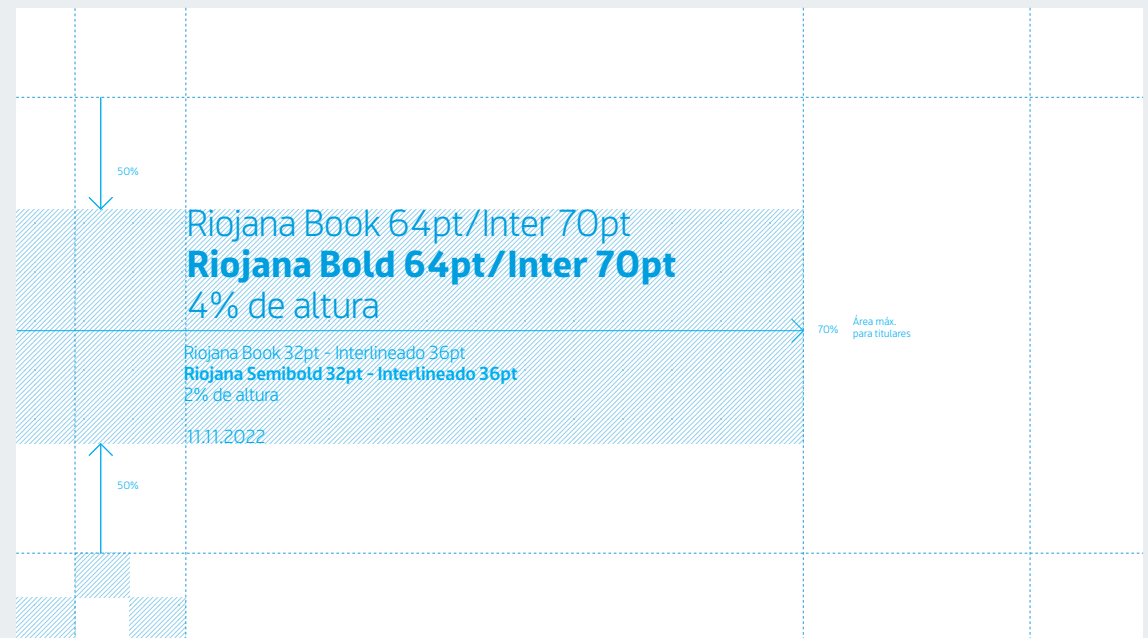 50%
Riojana Book 64pt/Inter 70pt
Riojana Bold 64pt/Inter 70pt
4% de altura
70%
Área máx.
para titulares
Riojana Book 32pt - Interlineado 36pt
Riojana Semibold 32pt - Interlineado 36pt
2% de altura
11.11.2022
50%